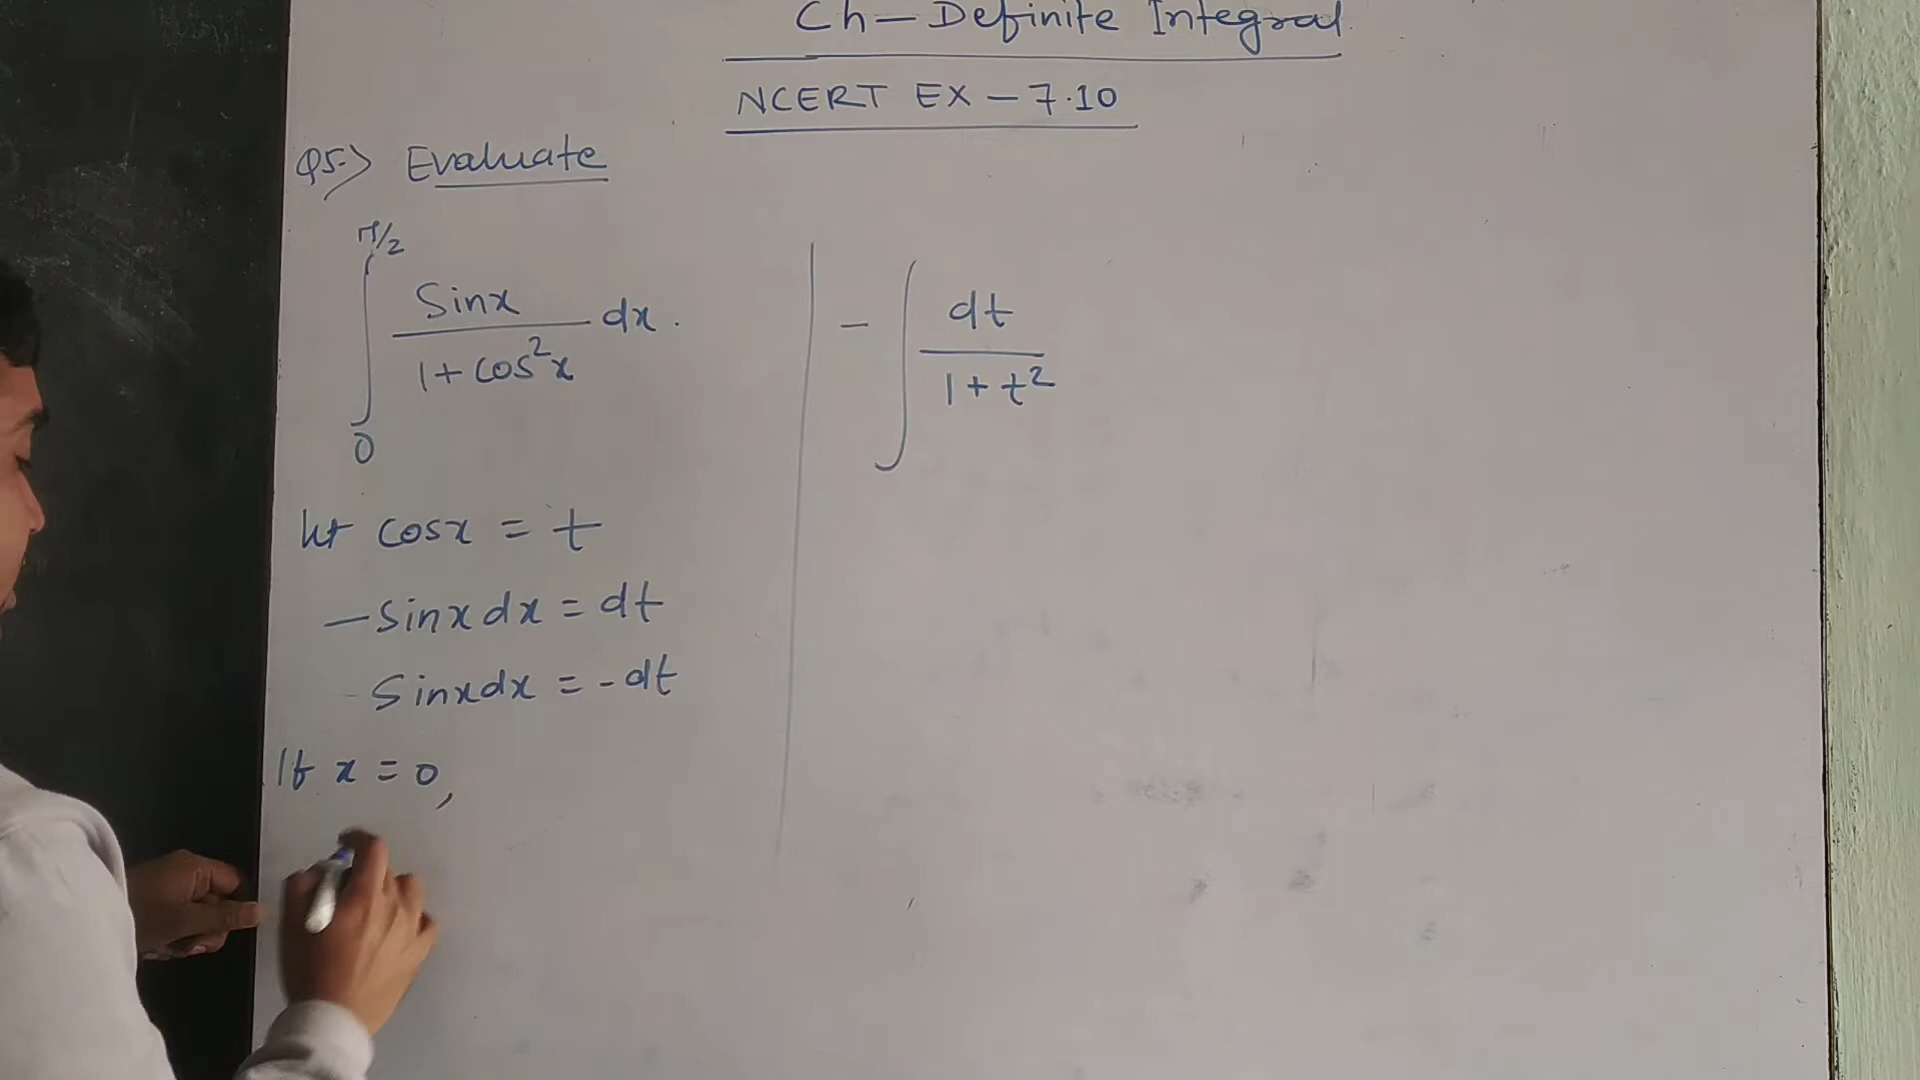 Ch — Definite Integral
NCERT EX — 7.10
Q5.> Evaluate
∫₀^π/2 Sinx / 1 + cos²x dx.
let cosx = t
— sinx dx = dt
Sinx dx = - dt
If x = 0,
— ∫ dt / 1 + t²